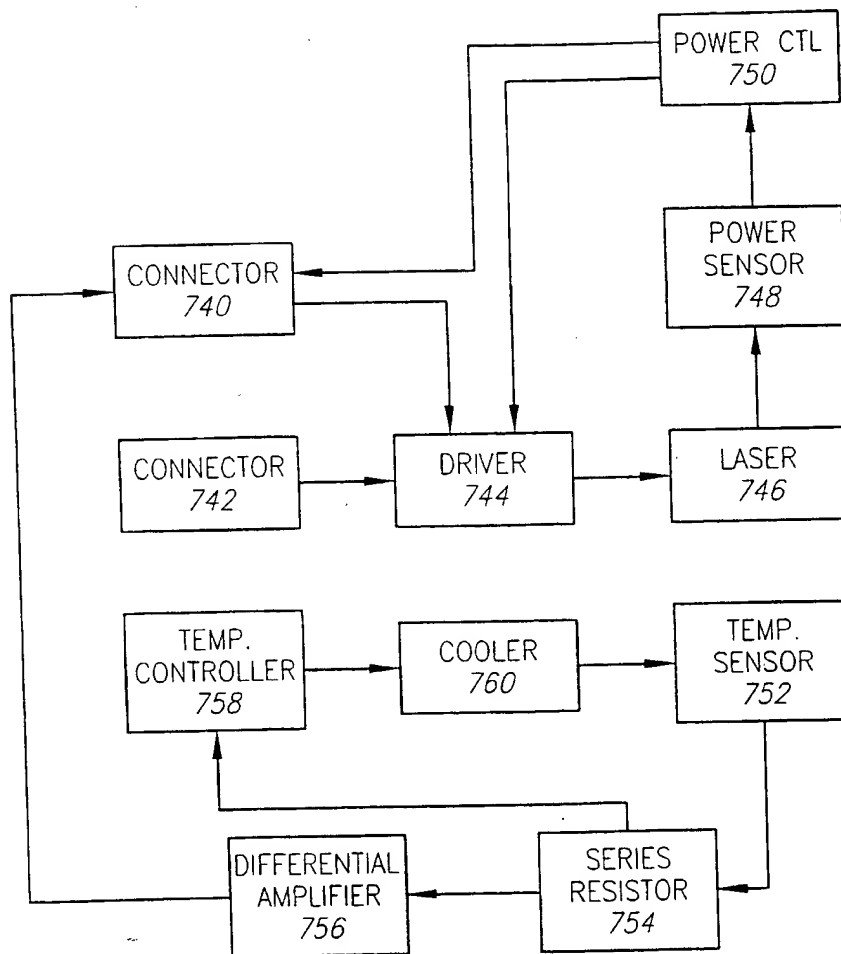 POWER CTL
750
POWER
SENSOR
748
CONNECTOR
740
CONNECTOR
742
DRIVER
744
LASER
746
TEMP.
CONTROLLER
758
COOLER
760
TEMP.
SENSOR
752
DIFFERENTIAL
AMPLIFIER
756
SERIES
RESISTOR
754